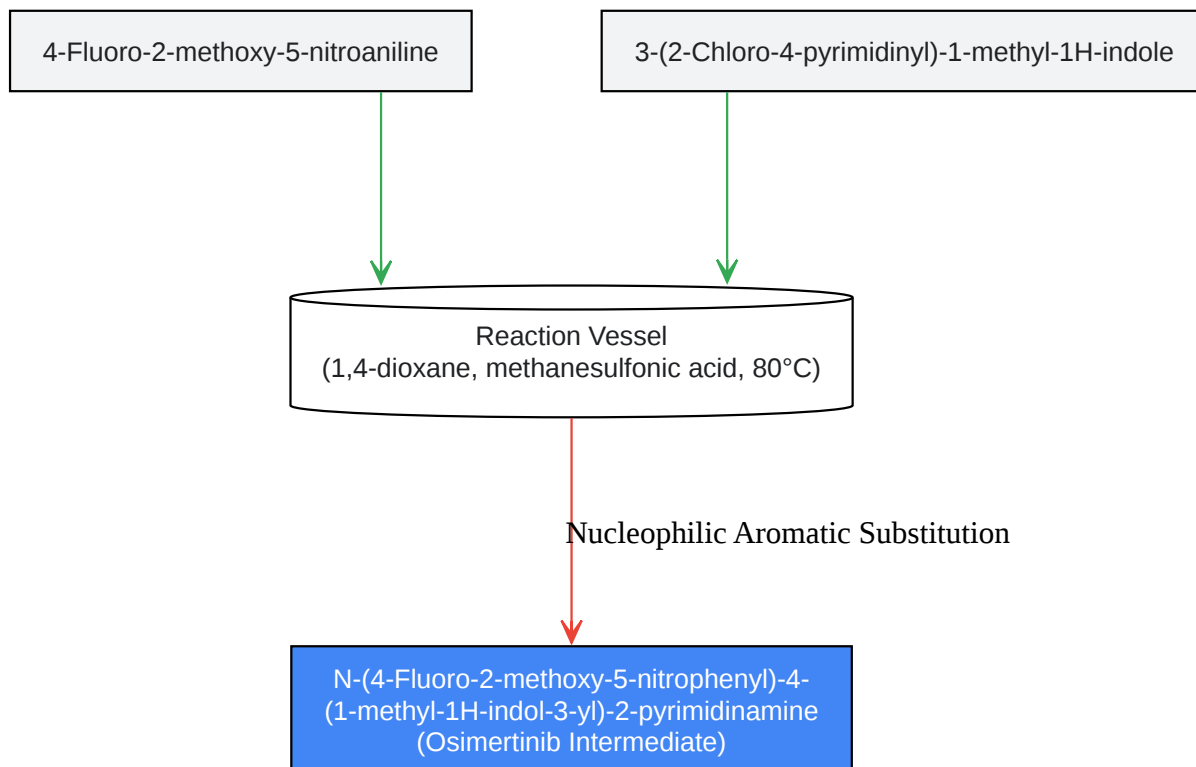 4-Fluoro-2-methoxy-5-nitroaniline
3-(2-Chloro-4-pyrimidinyl)-1-methyl-1H-indole
Reaction Vessel
(1,4-dioxane, methanesulfonic acid, 80°C)
Nucleophilic Aromatic Substitution
N-(4-Fluoro-2-methoxy-5-nitrophenyl)-4-
(1-methyl-1H-indol-3-yl)-2-pyrimidinamine
(Osimertinib Intermediate)